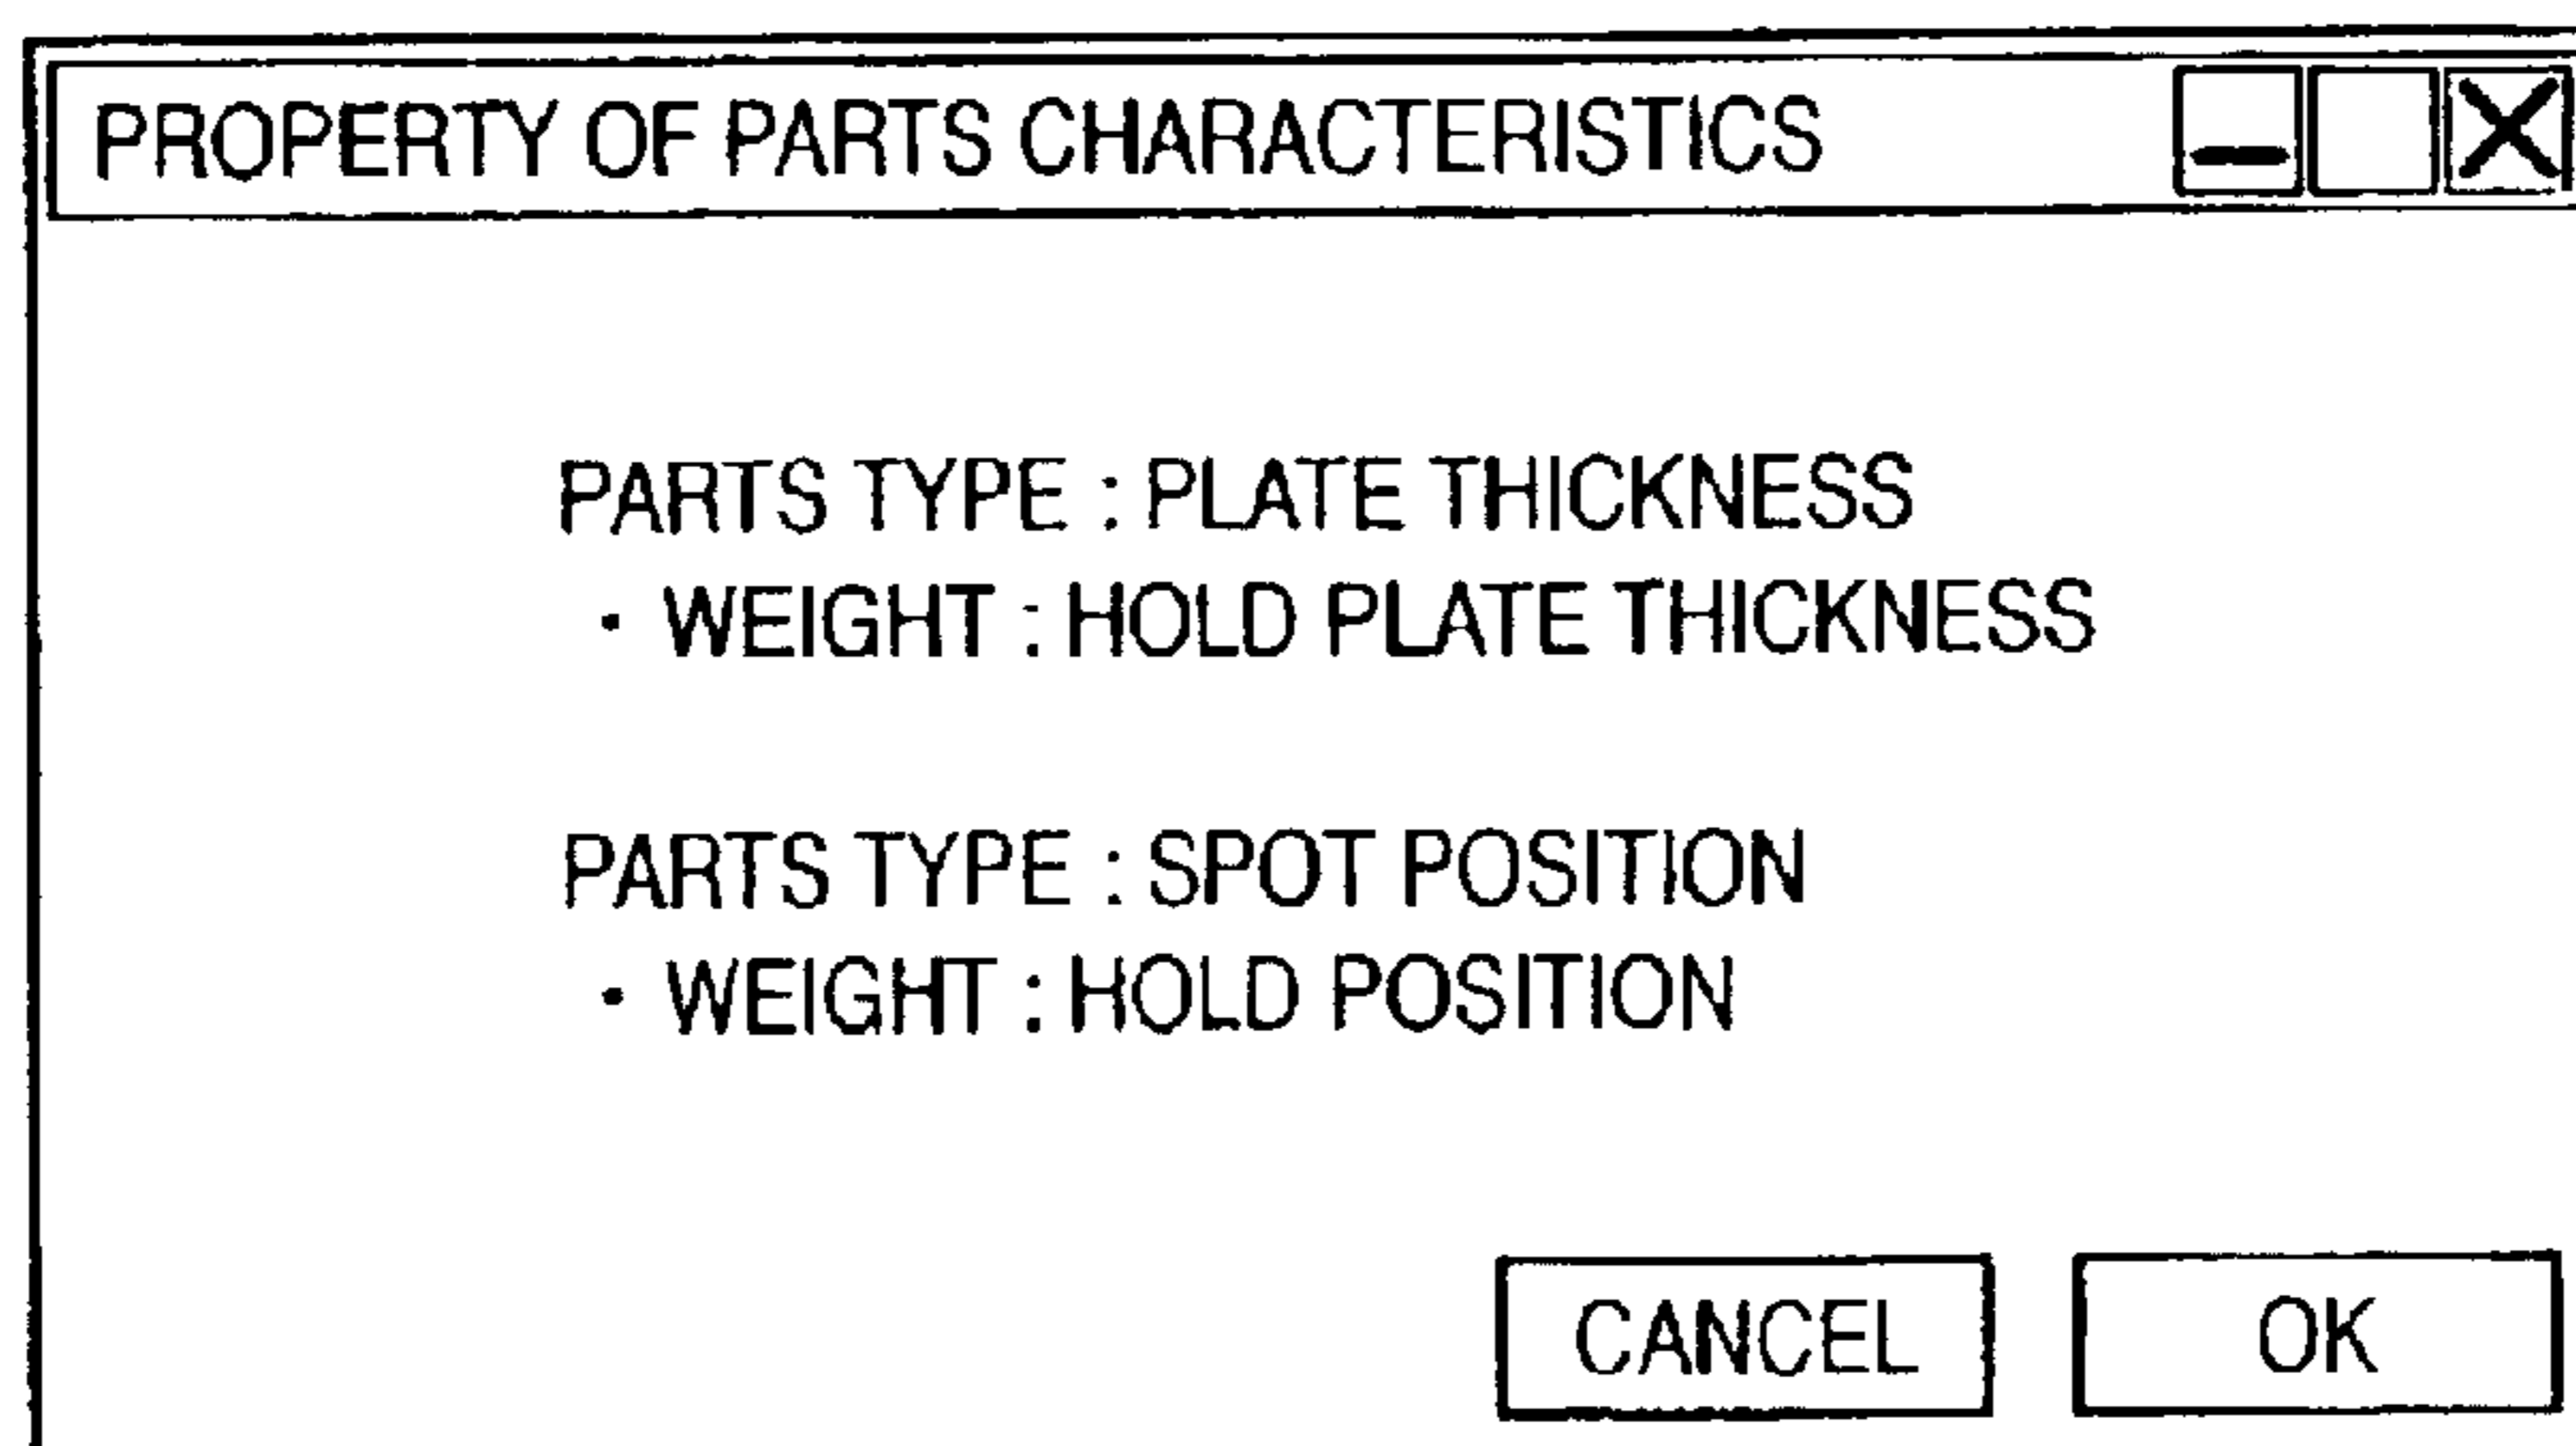 PROPERTY OF PARTS CHARACTERISTICS
PARTS TYPE : PLATE THICKNESS
· WEIGHT : HOLD PLATE THICKNESS
PARTS TYPE : SPOT POSITION
· WEIGHT : HOLD POSITION
CANCEL OK